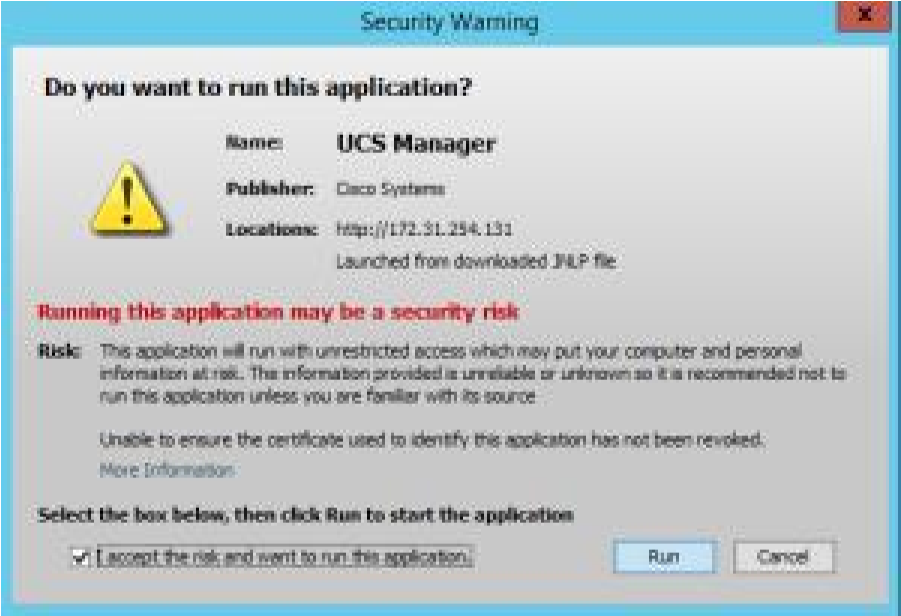 Security Warning
x
Do you want to run this application?
Name: UCS Manager
Publisher: Cisco Systems
Locations: http://172.31.254.131
Launched from downloaded JNLP file
Running this application may be a security risk
Risk: This application will run with unrestricted access which may put your computer and personal
information at risk. The information provided is unreliable or unknown so it is recommended not to
run this application unless you are familiar with its source
Unable to ensure the certificate used to identify this application has not been revoked.
More Information
Select the box below, then click Run to start the application
I accept the risk and want to run this application.
Run Cancel